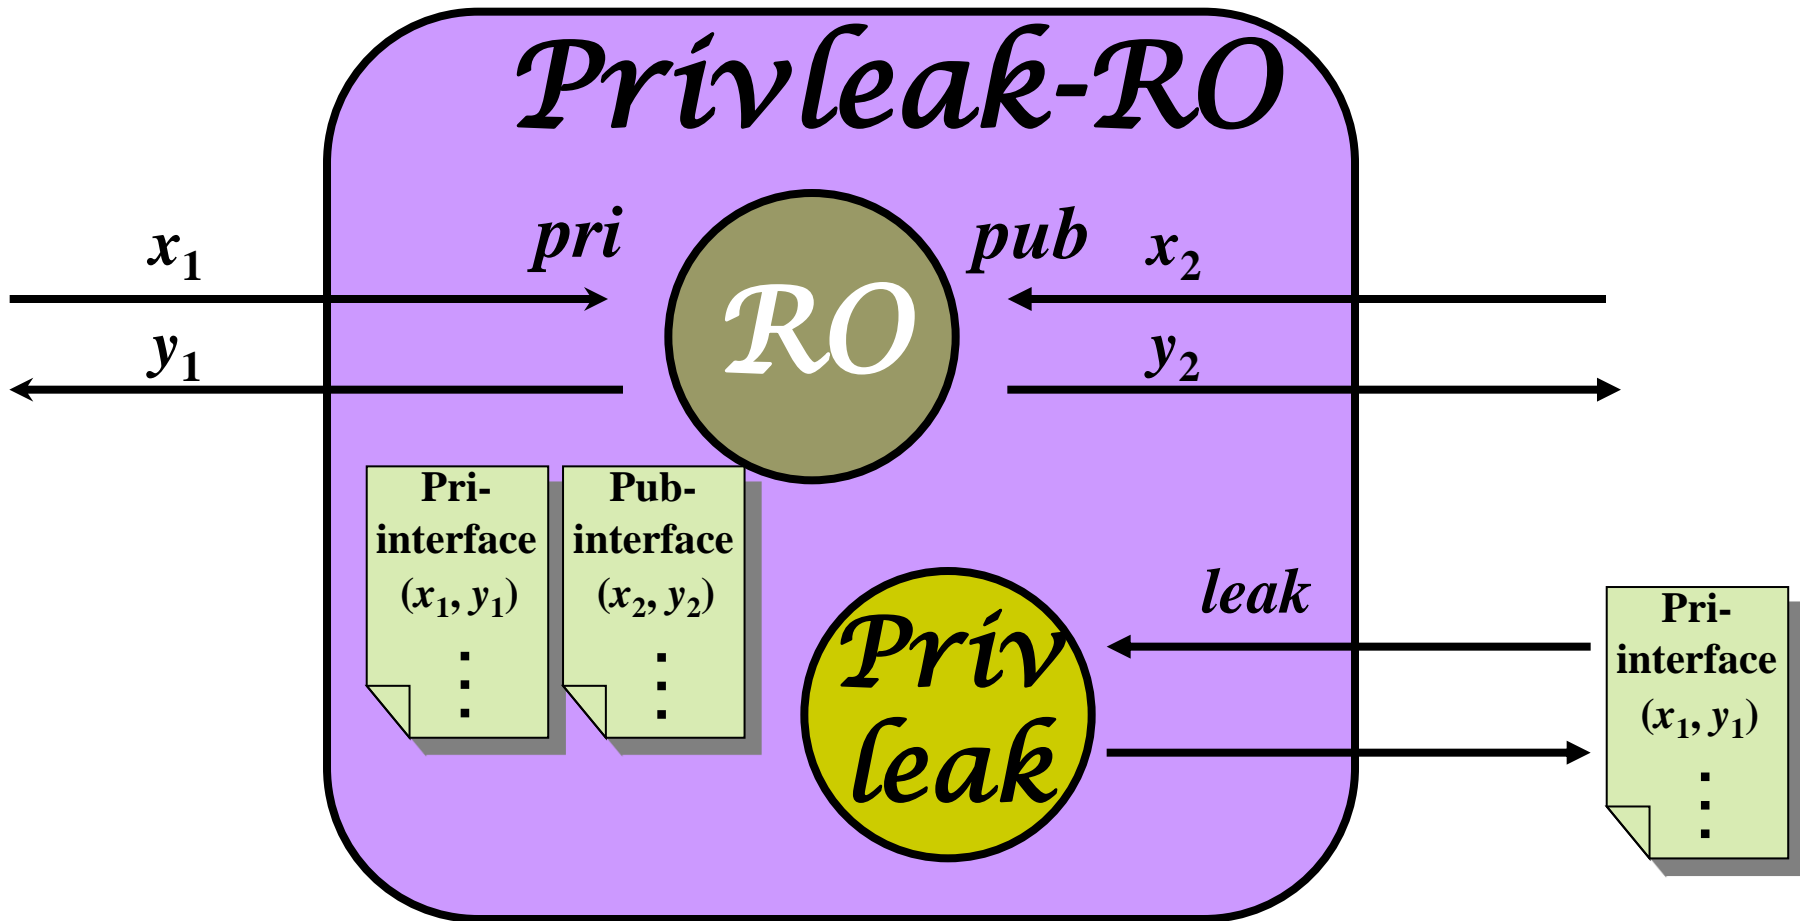 Privleak-RO
pri
pub
x₁
x₂
RO
y₁
y₂
Pri-
interface
(x₁, y₁)
⋮
Pub-
interface
(x₂, y₂)
⋮
Priv
leak
leak
Pri-
interface
(x₁, y₁)
⋮